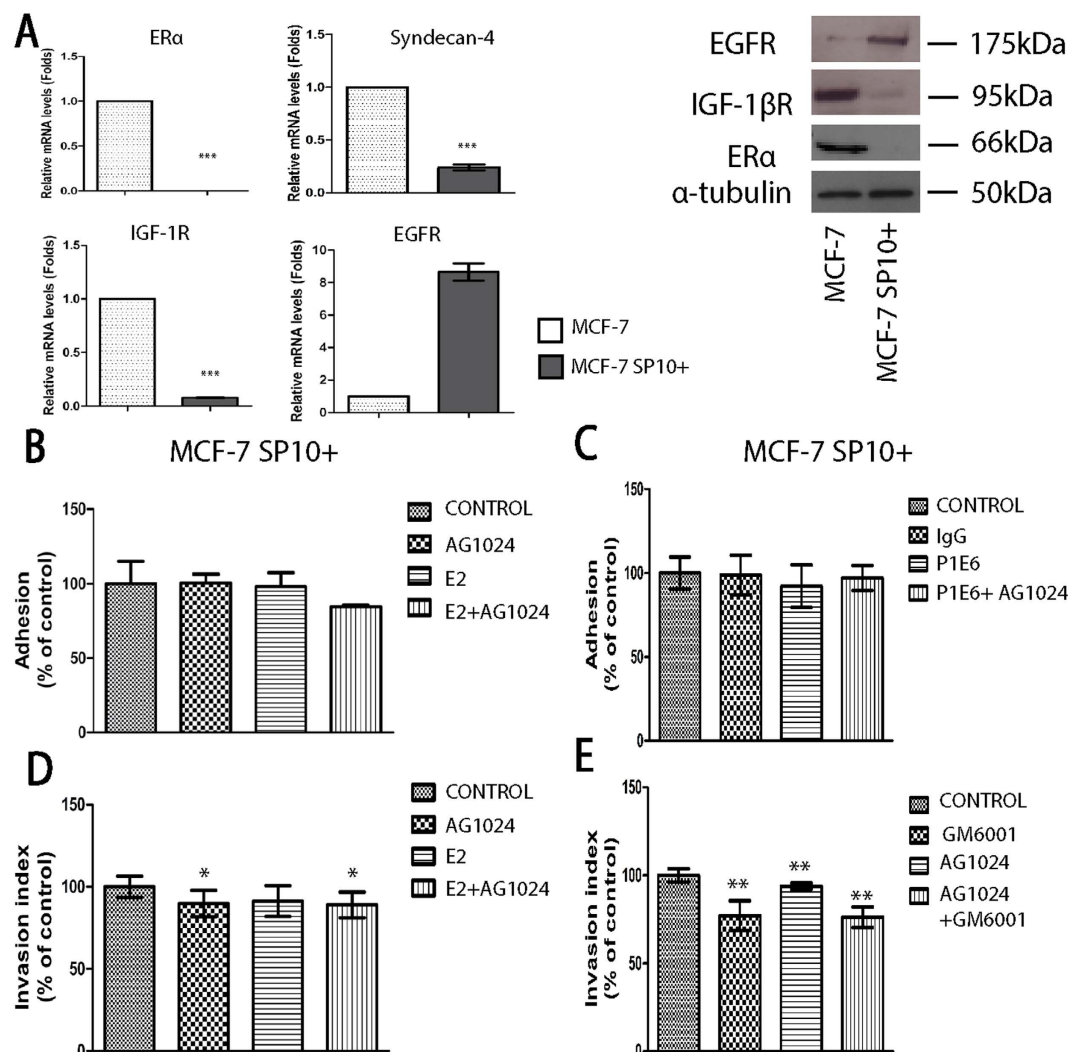 A
ERα
Relative mRNA levels (Folds)
1.5
1.0
0.5
0.0
***
Syndecan-4
Relative mRNA levels (Folds)
1.5
1.0
0.5
0.0
***
IGF-1R
Relative mRNA levels (Folds)
1.5
1.0
0.5
0.0
***
EGFR
Relative mRNA levels (Folds)
10
8
6
4
2
0
MCF-7
MCF-7 SP10+
EGFR
175kDa
IGF-1βR
95kDa
ERα
66kDa
α-tubulin
50kDa
MCF-7
MCF-7 SP10+
B
MCF-7 SP10+
Adhesion
(% of control)
150
100
50
0
CONTROL
AG1024
E2
E2+AG1024
C
MCF-7 SP10+
Adhesion
(% of control)
150
100
50
0
CONTROL
IgG
P1E6
P1E6+ AG1024
D
Invasion index
(% of control)
150
100
50
0
*
*
CONTROL
AG1024
E2
E2+AG1024
E
Invasion index
(% of control)
150
100
50
0
**
**
**
CONTROL
GM6001
AG1024
AG1024
+GM6001